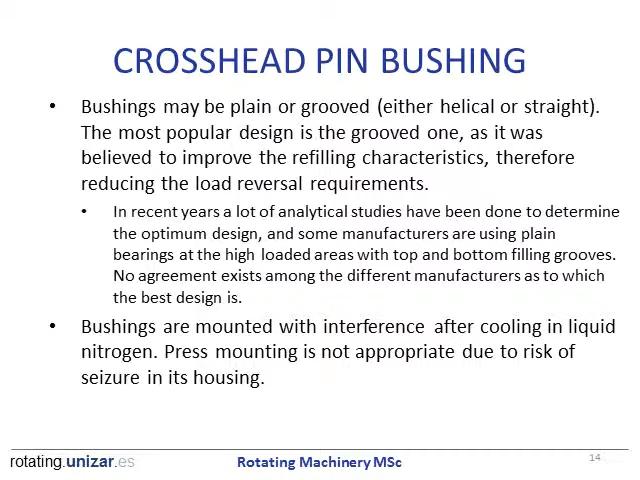 CROSSHEAD PIN BUSHING
• Bushings may be plain or grooved (either helical or straight).
The most popular design is the grooved one, as it was
believed to improve the refilling characteristics, therefore
reducing the load reversal requirements.
• In recent years a lot of analytical studies have been done to determine
the optimum design, and some manufacturers are using plain
bearings at the high loaded areas with top and bottom filling grooves.
No agreement exists among the different manufacturers as to which
the best design is.
• Bushings are mounted with interference after cooling in liquid
nitrogen. Press mounting is not appropriate due to risk of
seizure in its housing.
rotating.unizar.es
Rotating Machinery MSc
14